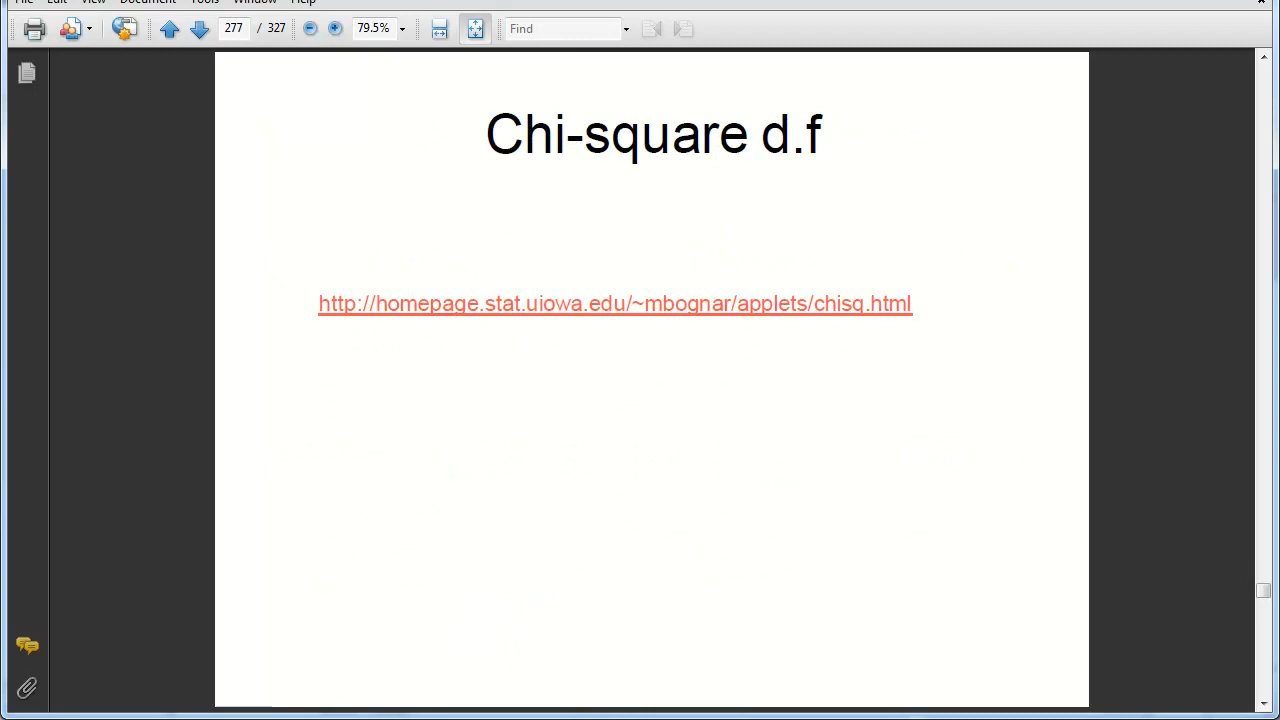 File Edit View Document Tools Window Help
277 / 327 79.5% Find
Chi-square d.f
http://homepage.stat.uiowa.edu/~mbognar/applets/chisq.html